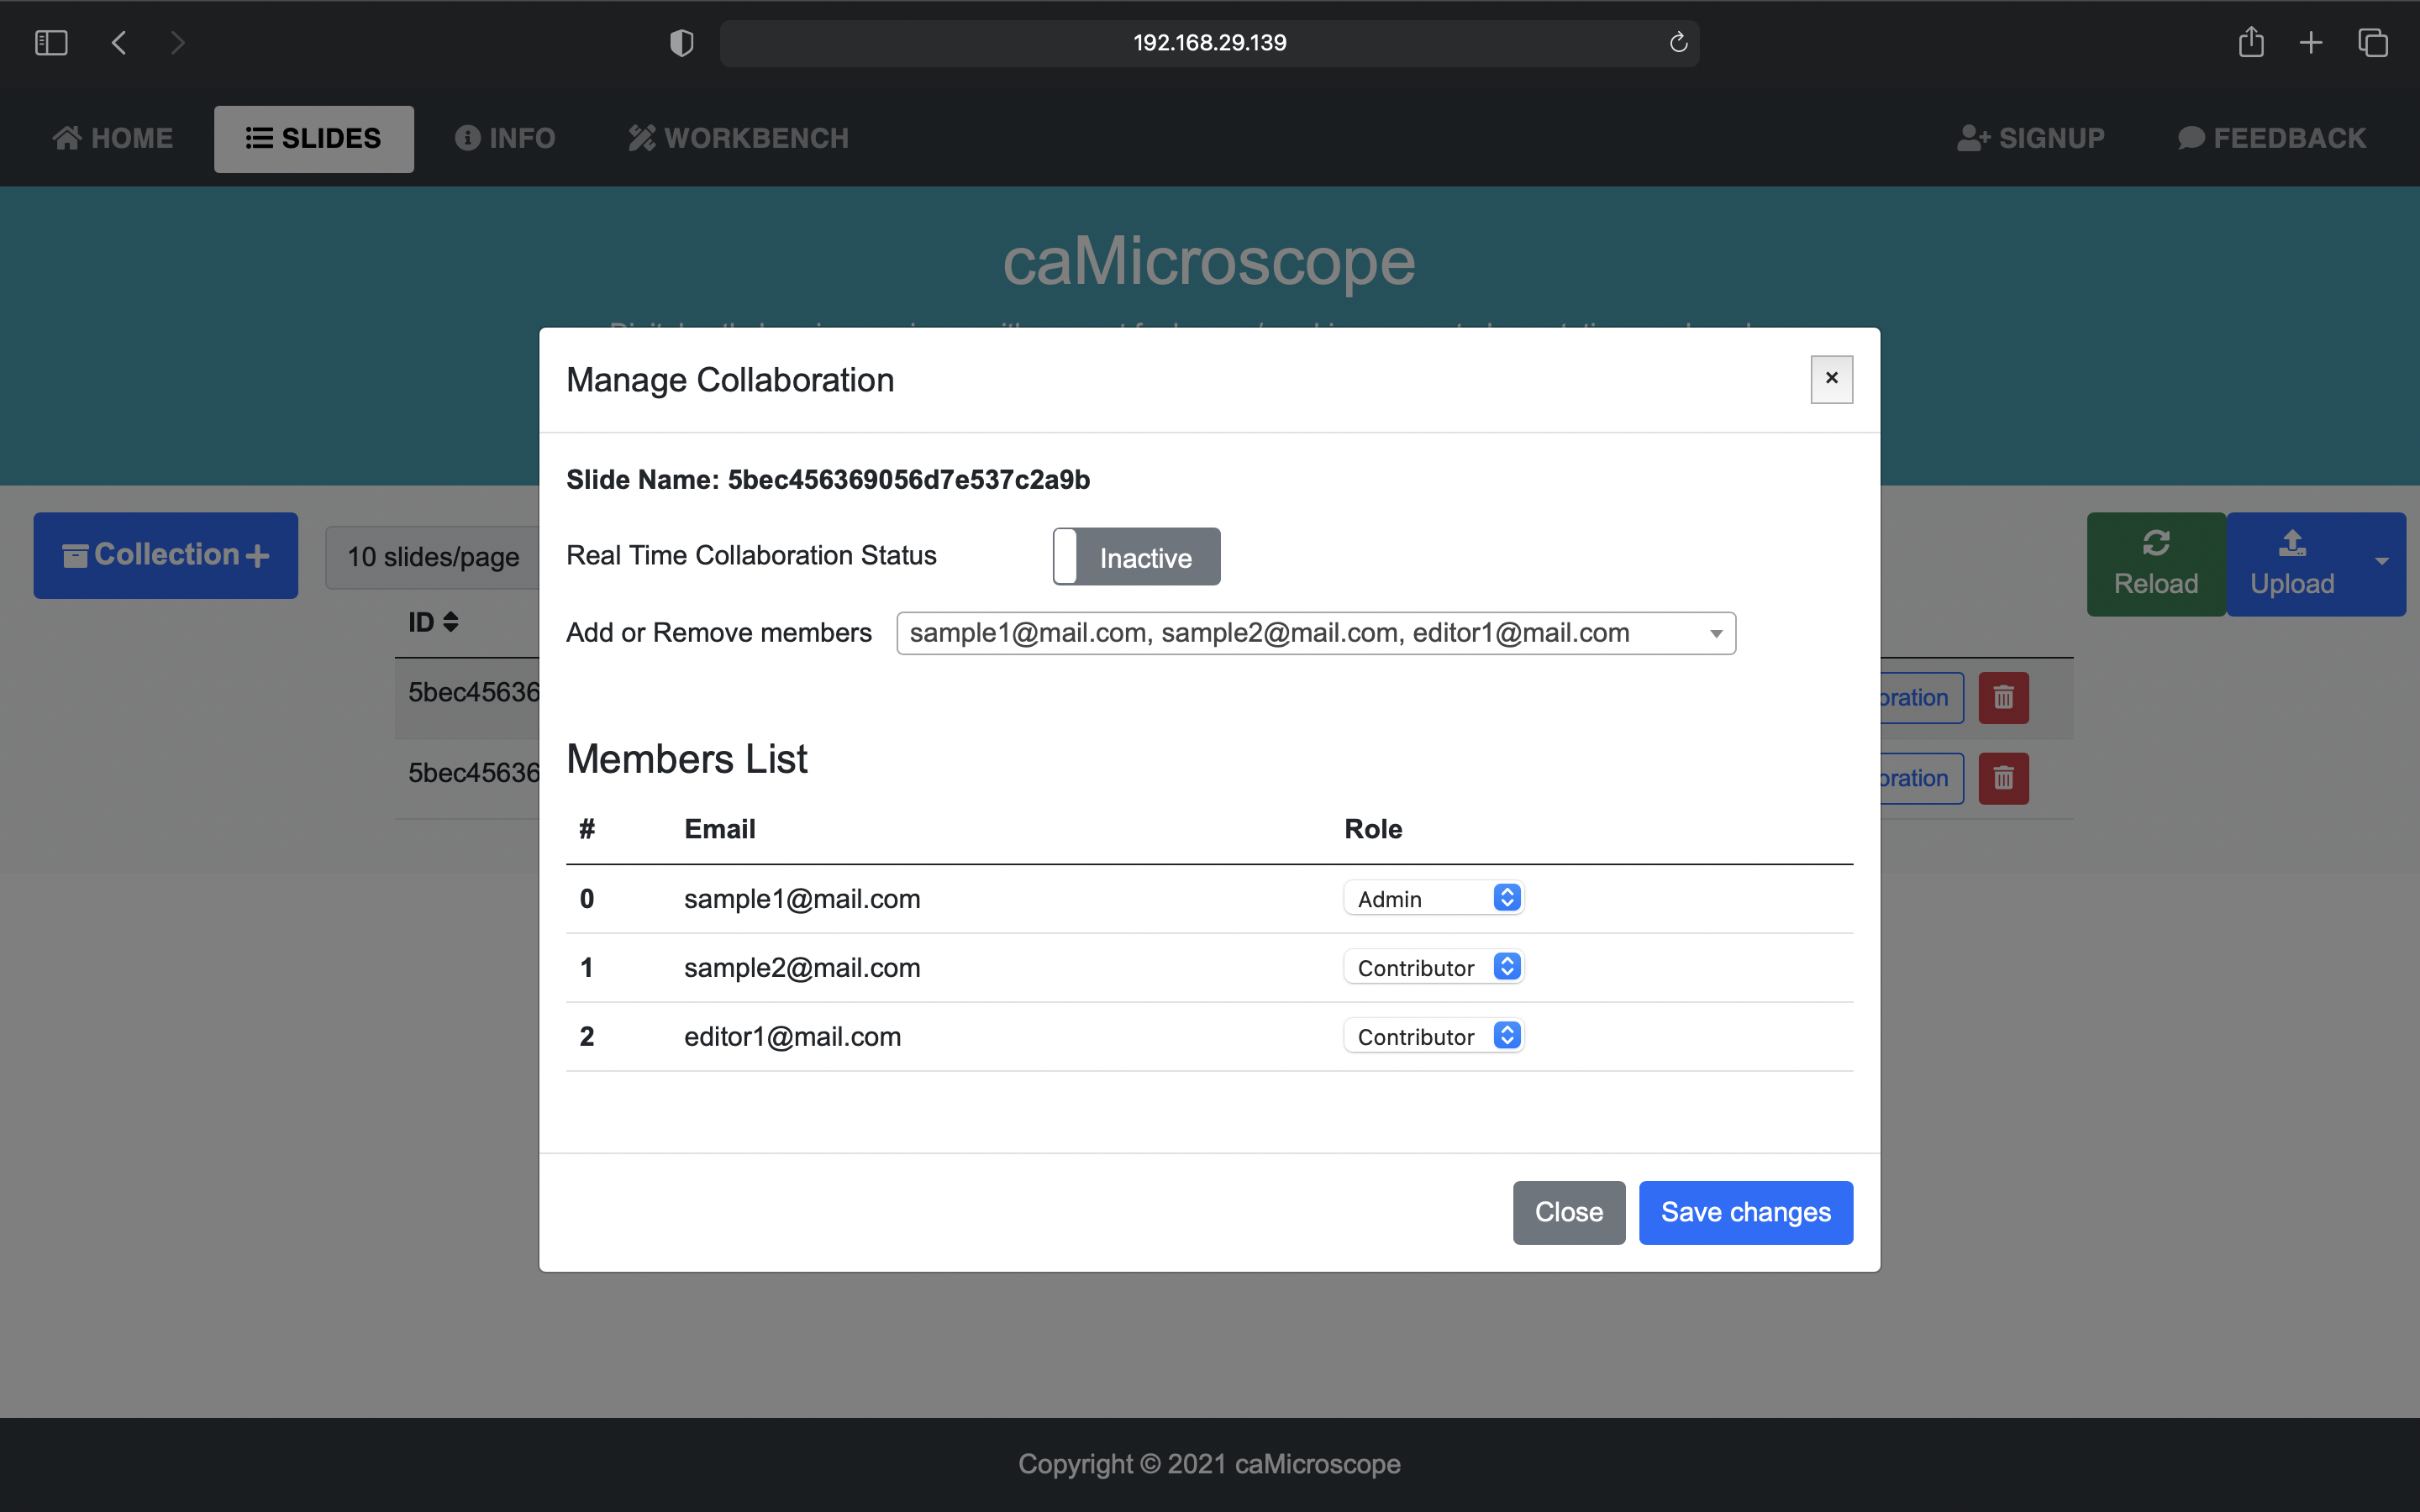 192.168.29.139
HOME SLIDES INFO WORKBENCH SIGNUP FEEDBACK
caMicroscope
Manage Collaboration
×
Slide Name: 5bec456369056d7e537c2a9b
Real Time Collaboration Status Inactive
Add or Remove members sample1@mail.com, sample2@mail.com, editor1@mail.com
Collection+ 10 slides/page
Reload Upload
ID
5bec45636
oration
5bec45636
oration
Members List
# Email Role
0 sample1@mail.com Admin
1 sample2@mail.com Contributor
2 editor1@mail.com Contributor
Close Save changes
Copyright © 2021 caMicroscope